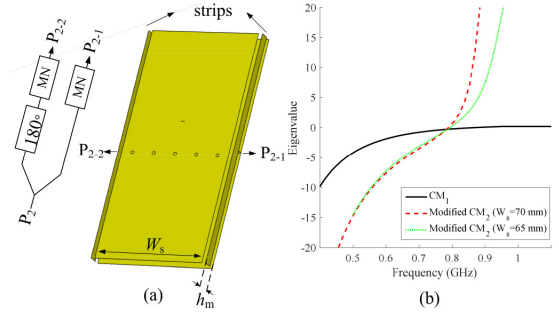 strips
P2-2
P2-1
MN
MN
180°
P2
P2-2
P2-1
Ws
hm
(a)
20
15
10
5
0
-5
-10
-15
-20
Eigenvalue
0.5
0.6
0.7
0.8
0.9
1
Frequency (GHz)
CM1
Modified CM2 (Ws=70 mm)
Modified CM2 (Ws=65 mm)
(b)